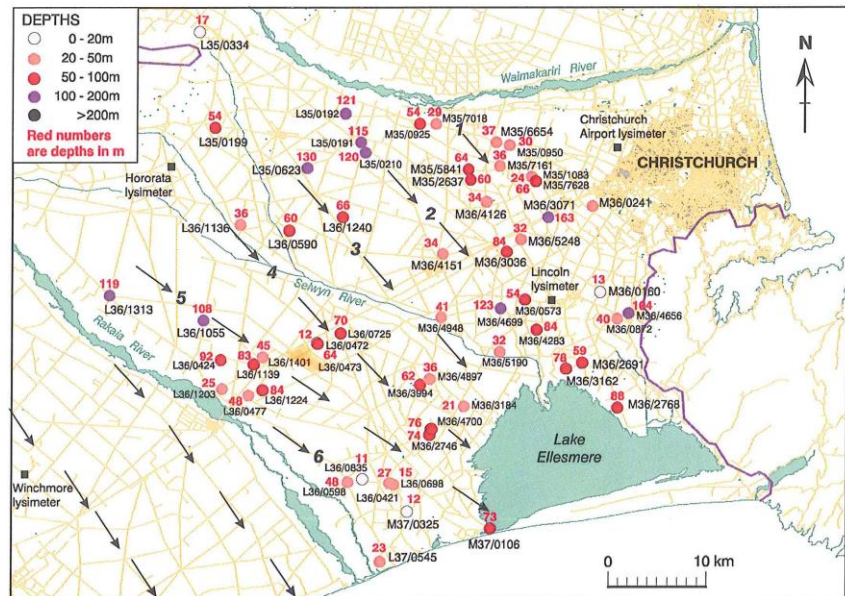 DEPTHS
0 - 20m
20 - 50m
50 - 100m
100 - 200m
>200m
Red numbers
are depths in m
17
L35/0334
N
Waimakariri River
54
L35/0199
121
L35/0192
115
L35/0191
120
L35/0210
130
L35/0623
54
M35/0925
29
M35/7018
1
37
M35/6654
30
M35/0950
36
M35/7161
Christchurch
Airport lysimeter
CHRISTCHURCH
64
M35/5841
60
M35/2637
24
M35/1083
66
M35/7628
Hororata
lysimeter
34
M36/4126
M36/3071
163
M36/0241
36
L36/1136
60
L36/0590
66
L36/1240
2
3
4
34
M36/4151
32
M36/5248
84
M36/3036
Selwyn River
Lincoln
lysimeter
119
L36/1313
5
108
L36/1055
Rakaia River
13
M36/0160
54
M36/0573
123
M36/4699
164
M36/4656
40
M36/0872
41
M36/4948
84
M36/4283
70
L36/0725
12
L36/0472
64
L36/0473
32
M36/5190
59
M36/2691
78
M36/3162
92
L36/0424
83
L36/1139
45
L36/1401
25
L36/1203
48
L36/0477
84
L36/1224
36
M36/4897
62
M36/3994
21
M36/3184
88
M36/2768
76
M36/4700
74
M36/2746
Lake
Ellesmere
6
11
L36/0835
48
L36/0598
27
L36/0421
15
L36/0698
12
M37/0325
Winchmore
lysimeter
73
M37/0106
23
L37/0545
0
10 km